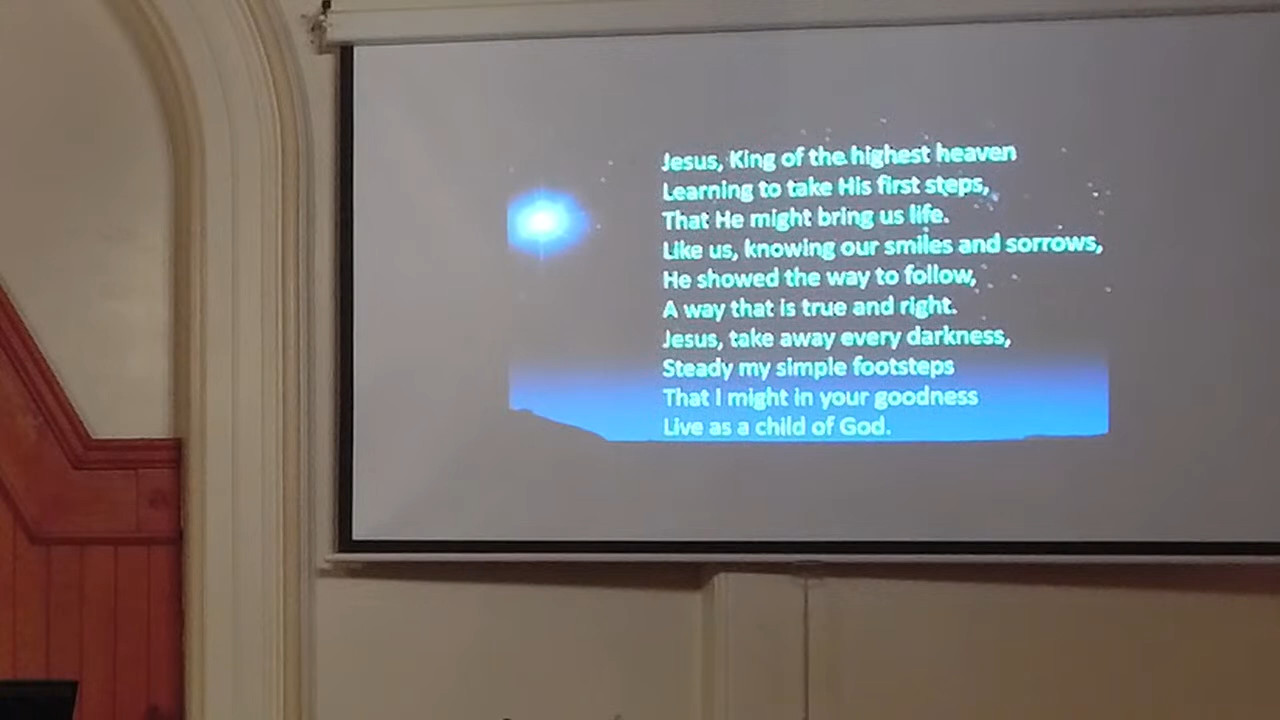 Jesus, King of the highest heaven
Learning to take His first steps,
That He might bring us life.
Like us, knowing our smiles and sorrows,
He showed the way to follow,
A way that is true and right.
Jesus, take away every darkness,
Steady my simple footsteps
That I might in your goodness
Live as a child of God.